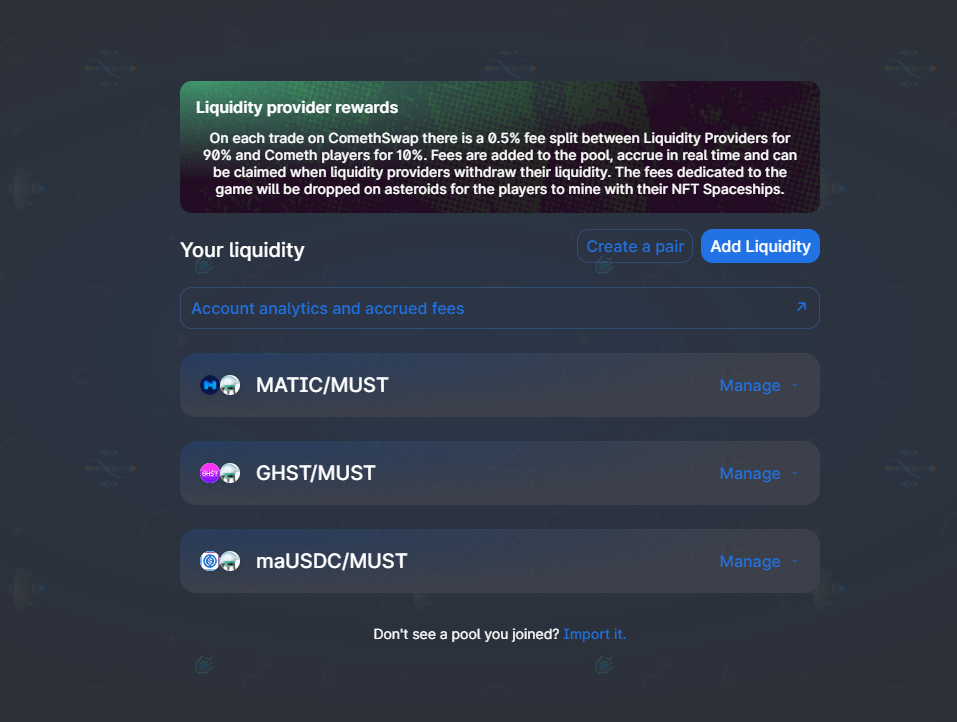 Liquidity provider rewards
On each trade on ComethSwap there is a 0.5% fee split between Liquidity Providers for
90% and Cometh players for 10%. Fees are added to the pool, accrue in real time and can
be claimed when liquidity providers withdraw their liquidity. The fees dedicated to the
game will be dropped on asteroids for the players to mine with their NFT Spaceships.
Your liquidity
Create a pair
Add Liquidity
Account analytics and accrued fees
MATIC/MUST
Manage
GHST
GHST/MUST
Manage
maUSDC/MUST
Manage
Don't see a pool you joined? Import it.